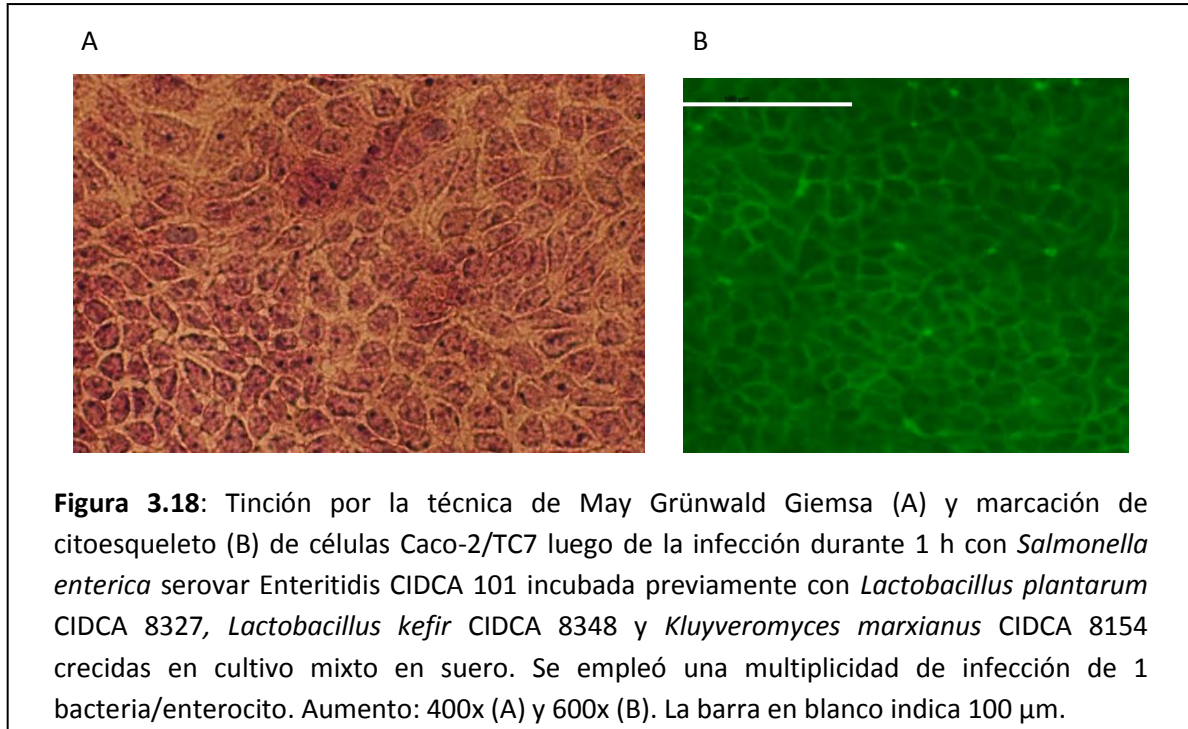 A B
Figura 3.18: Tinción por la técnica de May Grünwald Giemsa (A) y marcación de
citoesqueleto (B) de células Caco-2/TC7 luego de la infección durante 1 h con Salmonella
enterica serovar Enteritidis CIDCA 101 incubada previamente con Lactobacillus plantarum
CIDCA 8327, Lactobacillus kefir CIDCA 8348 y Kluyveromyces marxianus CIDCA 8154
crecidas en cultivo mixto en suero. Se empleó una multiplicidad de infección de 1
bacteria/enterocito. Aumento: 400x (A) y 600x (B). La barra en blanco indica 100 μm.